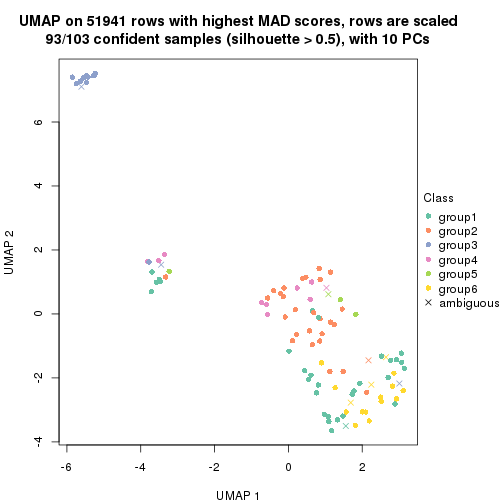 UMAP on 51941 rows with highest MAD scores, rows are scaled
93/103 confident samples (silhouette > 0.5), with 10 PCs
UMAP 2
6
4
2
0
-2
-4
-6
-4
-2
0
2
UMAP 1
Class
group1
group2
group3
group4
group5
group6
ambiguous